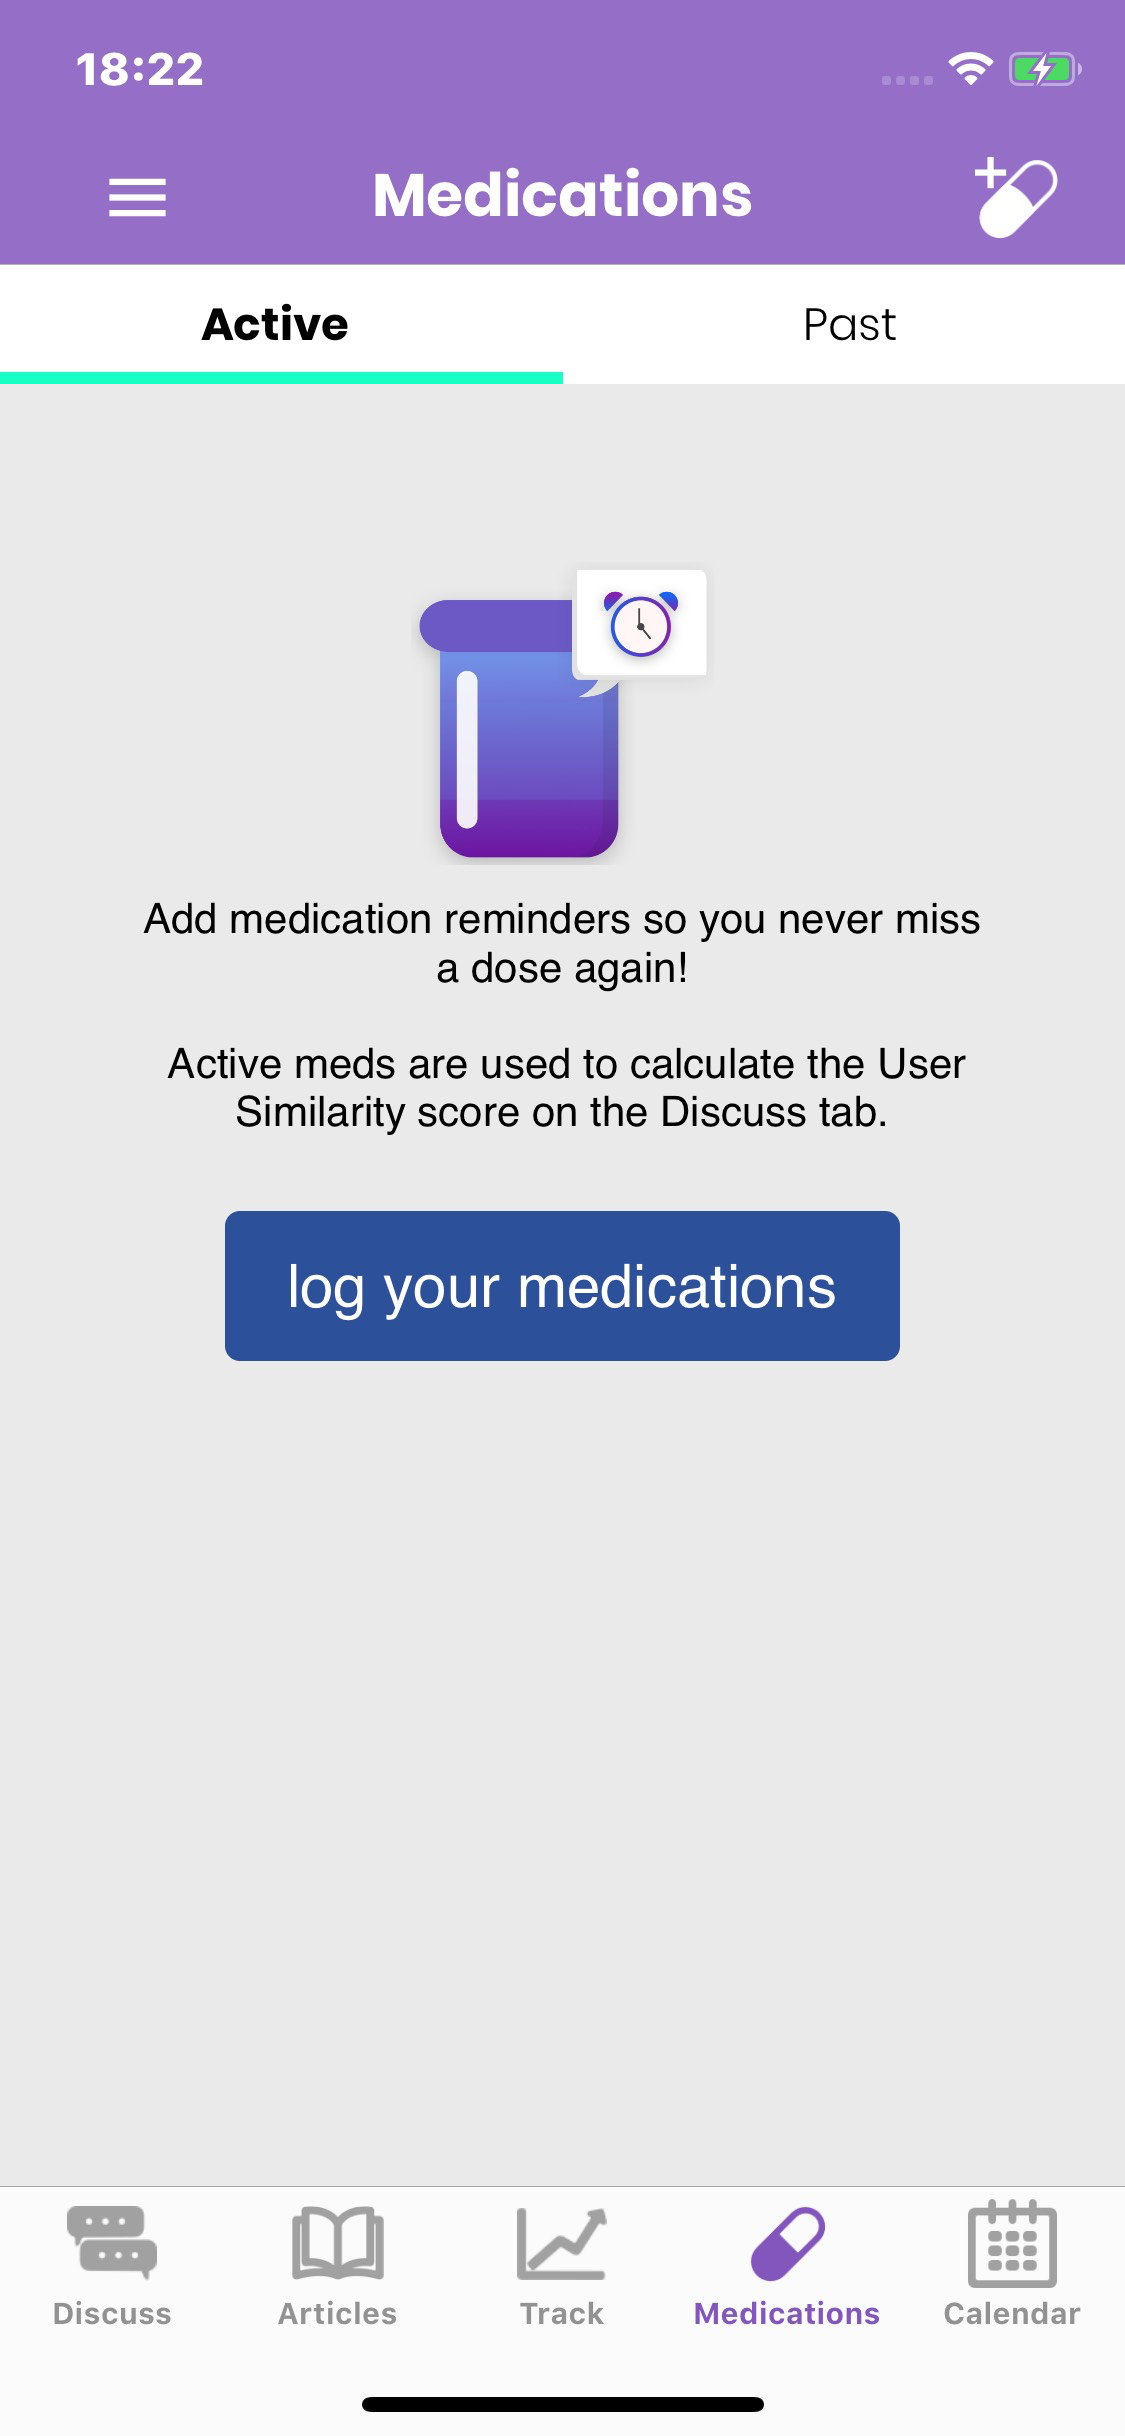 18:22
Medications
Active
Past
Add medication reminders so you never miss
a dose again!
Active meds are used to calculate the User
Similarity score on the Discuss tab.
log your medications
Discuss
Articles
Track
Medications
Calendar